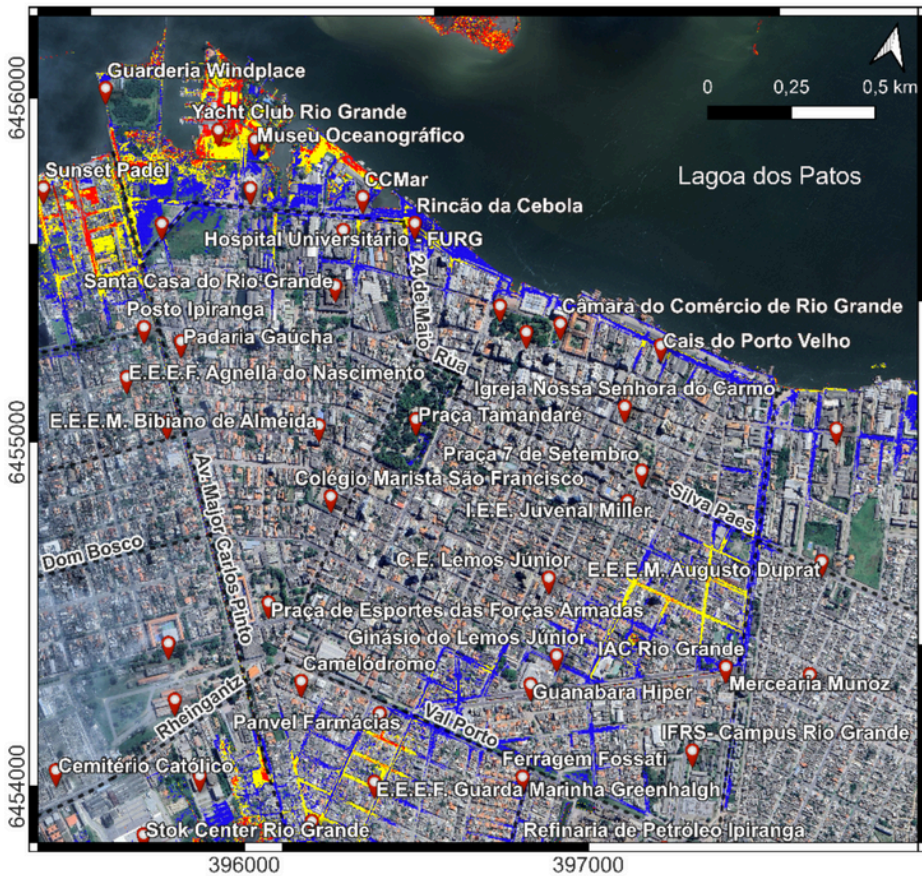 Guarderia Windplace
0
0,25
0,5 km
6456000
Yacht Club Rio Grande
Museu Oceanográfico
Sunset Padel
CCMar
Lagoa dos Patos
Rincão da Cebola
Hospital Universitário - FURG
Santa Casa do Rio Grande
24 de Maio
Câmara do Comércio de Rio Grande
Posto Ipiranga
Padaria Gaucha
Cais do Porto Velho
Rua
E.E.E.F. Agnella do Nascimento
Igreja Nossa Senhora do Carmo
E.E.E.M. Bibiano de Almeida
Praça Tamandaré
6455000
Praça 7 de Setembro
Colégio Marista São Francisco
Silva Paes
I.E.E. Juvenal Miller
Av. Major Carlos Pinto
Dom Bosco
C.E. Lemos Júnior
E.E.E.M. Augusto Duprat
Praça de Esportes das Forças Armadas
Ginásio do Lemos Júnior
IAC Rio Grande
Camelódromo
Mercearia Munoz
Rheingantz
Guanabara Hiper
Panvel Farmácias
Val Porto
IFRS- Campus Rio Grande
Ferragem Fossati
Cemitério Católico
6454000
E.E.E.F. Guarda Marinha Greenhalgh
Stok Center Rio Grande
Refinaria de Petróleo Ipiranga
396000
397000